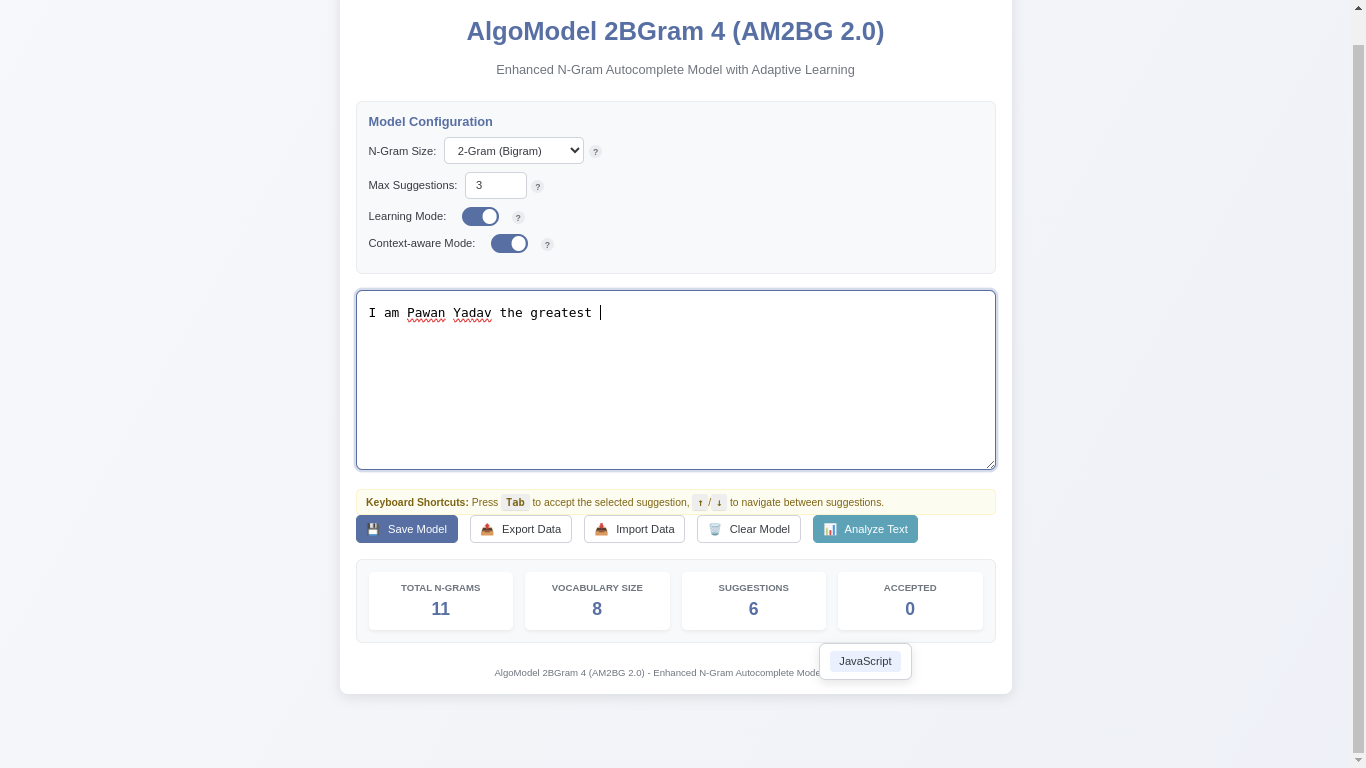 AlgoModel 2BGram 4 (AM2BG 2.0)
Enhanced N-Gram Autocomplete Model with Adaptive Learning
Model Configuration
N-Gram Size: 2-Gram (Bigram) ?
Max Suggestions: 3 ?
Learning Mode: ?
Context-aware Mode: ?
I am Pawan Yadav the greatest
Keyboard Shortcuts: Press Tab to accept the selected suggestion, ↑/↓ to navigate between suggestions.
💾 Save Model 📤 Export Data 📥 Import Data 🗑️ Clear Model 📊 Analyze Text
TOTAL N-GRAMS VOCABULARY SIZE SUGGESTIONS ACCEPTED
11 8 6 0
JavaScript
AlgoModel 2BGram 4 (AM2BG 2.0) - Enhanced N-Gram Autocomplete